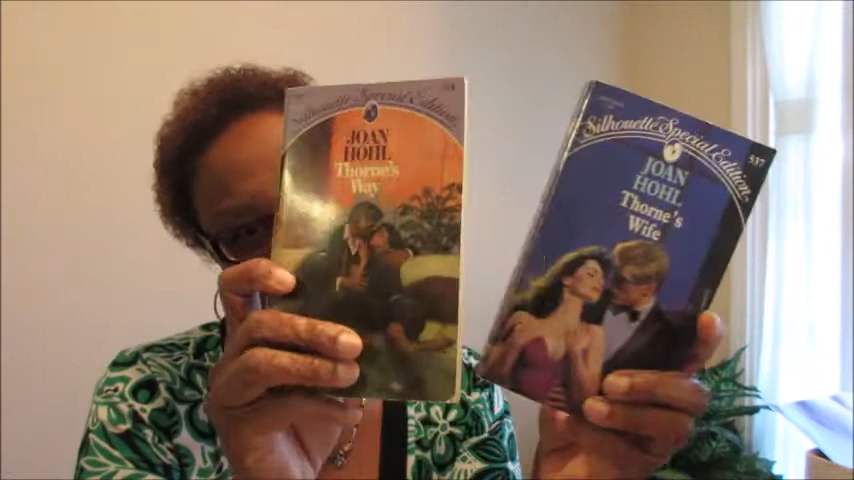 Silhouette Special Edition
JOAN
HOHL
Thorne's
Way
Silhouette Special Edition
537
JOAN
HOHL
Thorne's
Wife